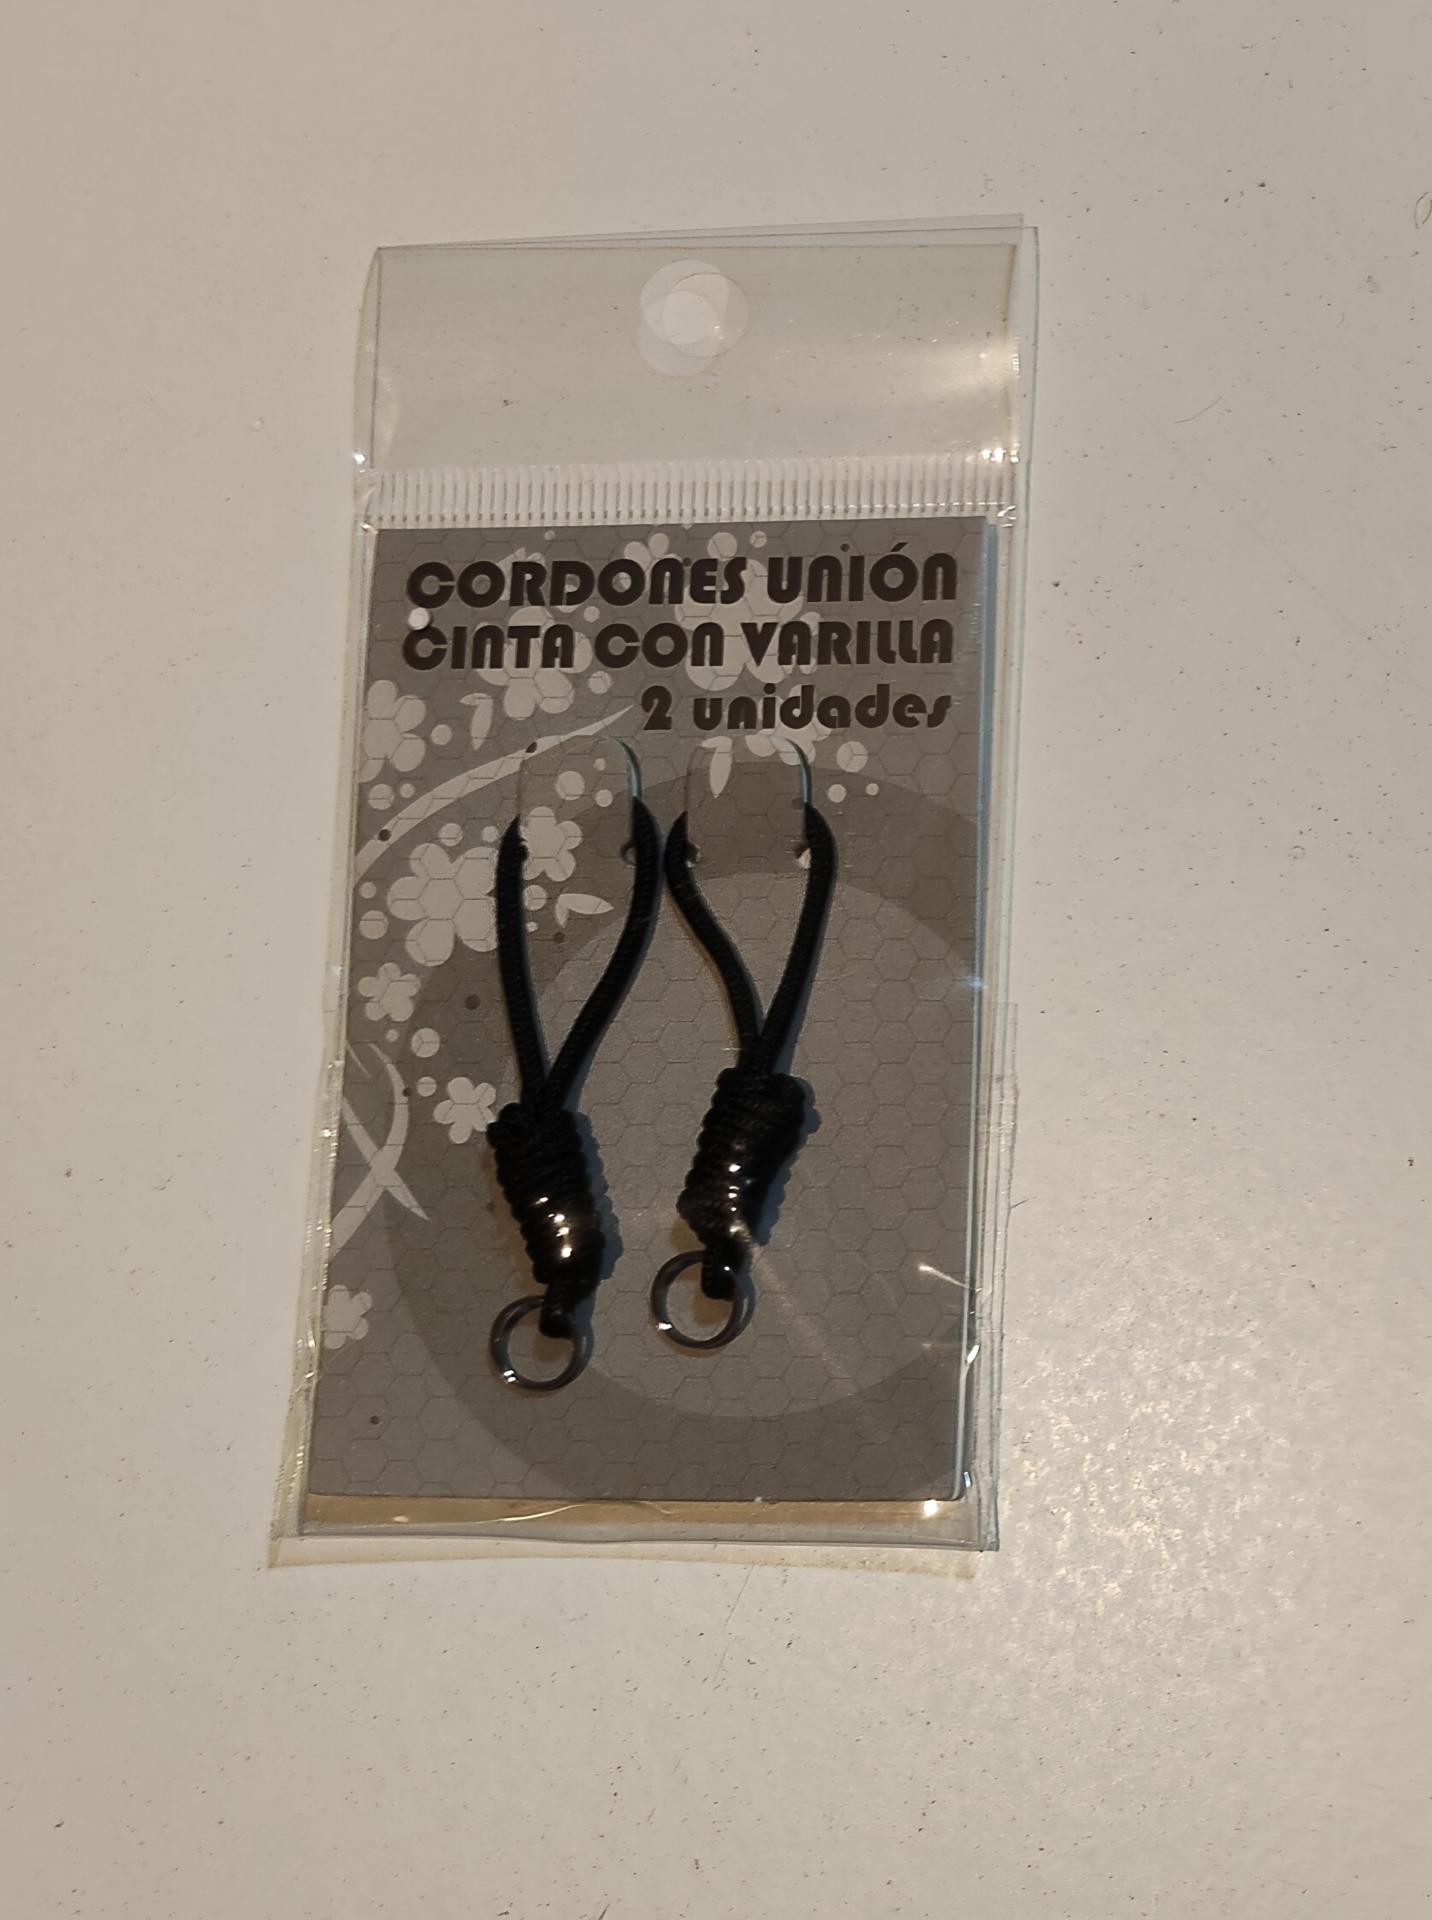 CORDONES UNIÓN
CINTA CON VARILLA
2 unidades